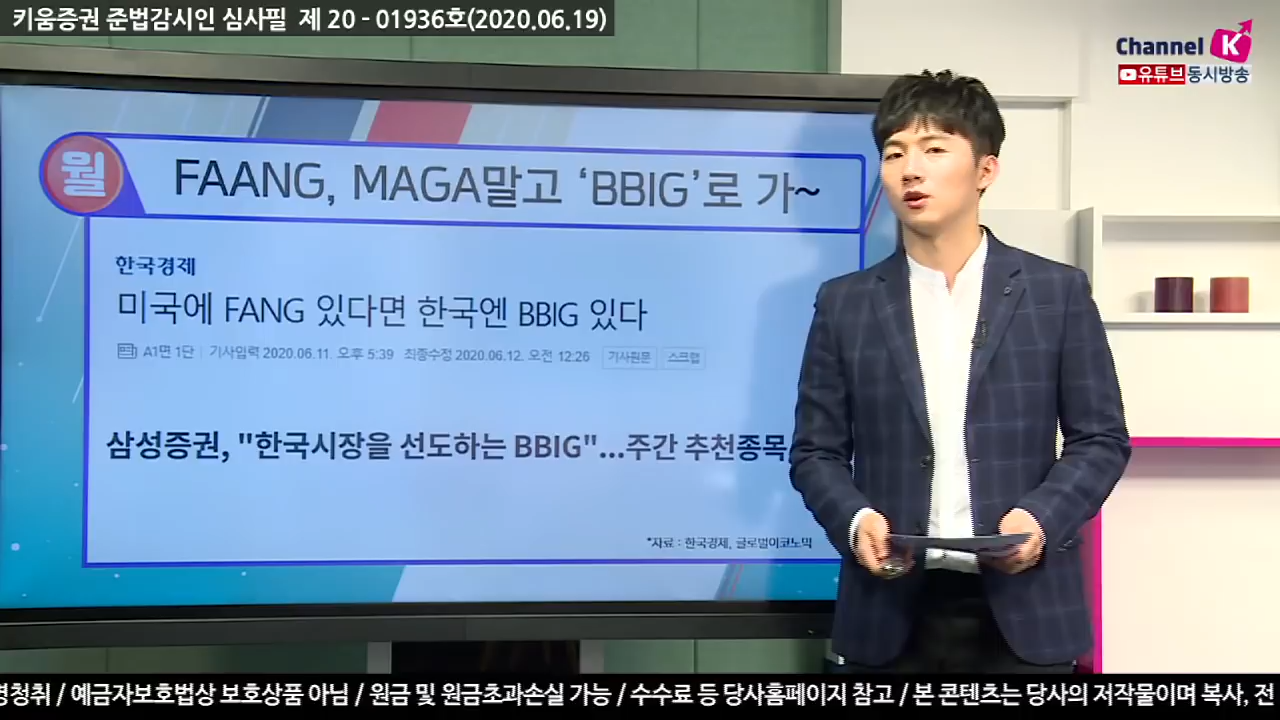 키움증권 준법감시인 심사필 제 20 - 01936호(2020.06.19)
Channel K
유튜브동시방송
월
FAANG, MAGA말고 ‘BBIG’로 가~
한국경제
미국에 FANG 있다면 한국엔 BBIG 있다
A1면 1단 기사입력 2020.06.11. 오후 5:39 최종수정 2020.06.12. 오전 12:26 기사원문 스크랩
삼성증권, "한국시장을 선도하는 BBIG"...주간 추천종목
*자료 : 한국경제, 글로벌이코노믹
명청취 / 예금자보호법상 보호상품 아님 / 원금 및 원금초과손실 가능 / 수수료 등 당사홈페이지 참고 / 본 콘텐츠는 당사의 저작물이며 복사, 전